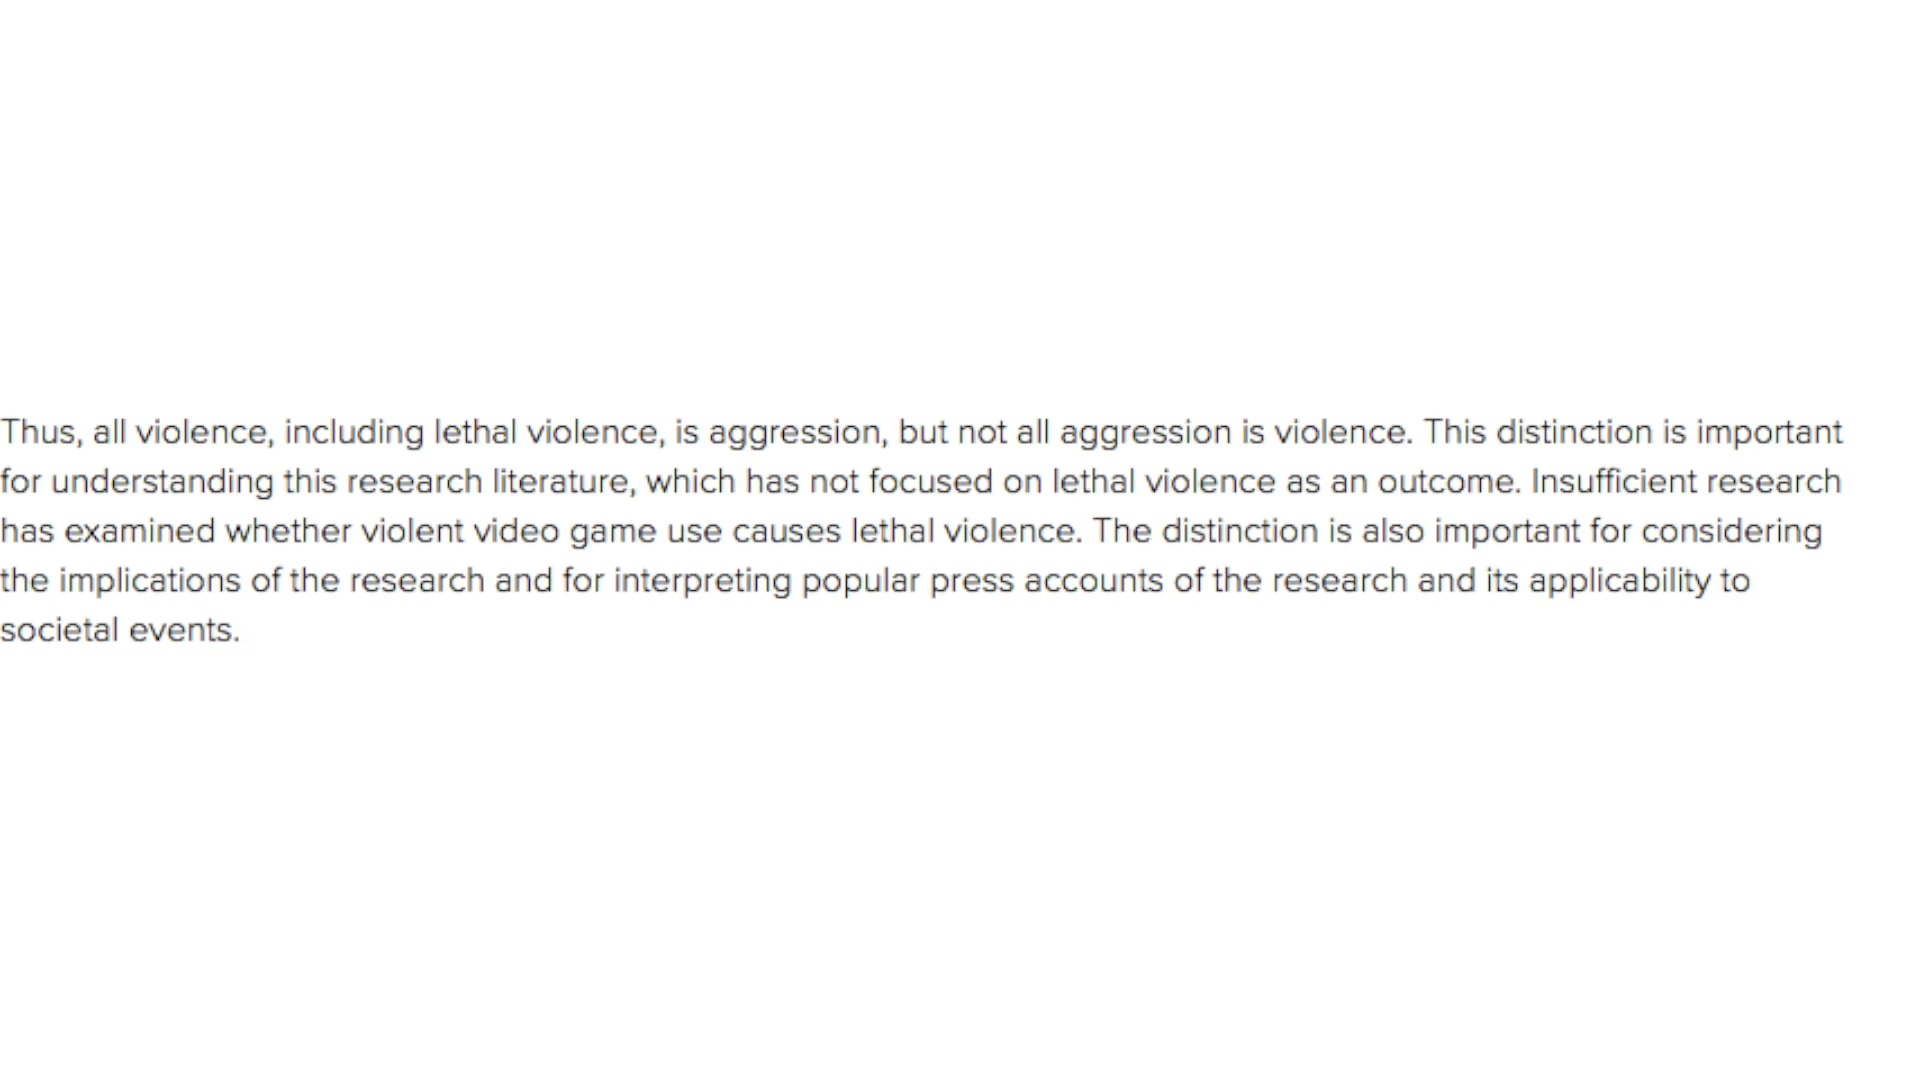 Thus, all violence, including lethal violence, is aggression, but not all aggression is violence. This distinction is important
for understanding this research literature, which has not focused on lethal violence as an outcome. Insufficient research
has examined whether violent video game use causes lethal violence. The distinction is also important for considering
the implications of the research and for interpreting popular press accounts of the research and its applicability to
societal events.